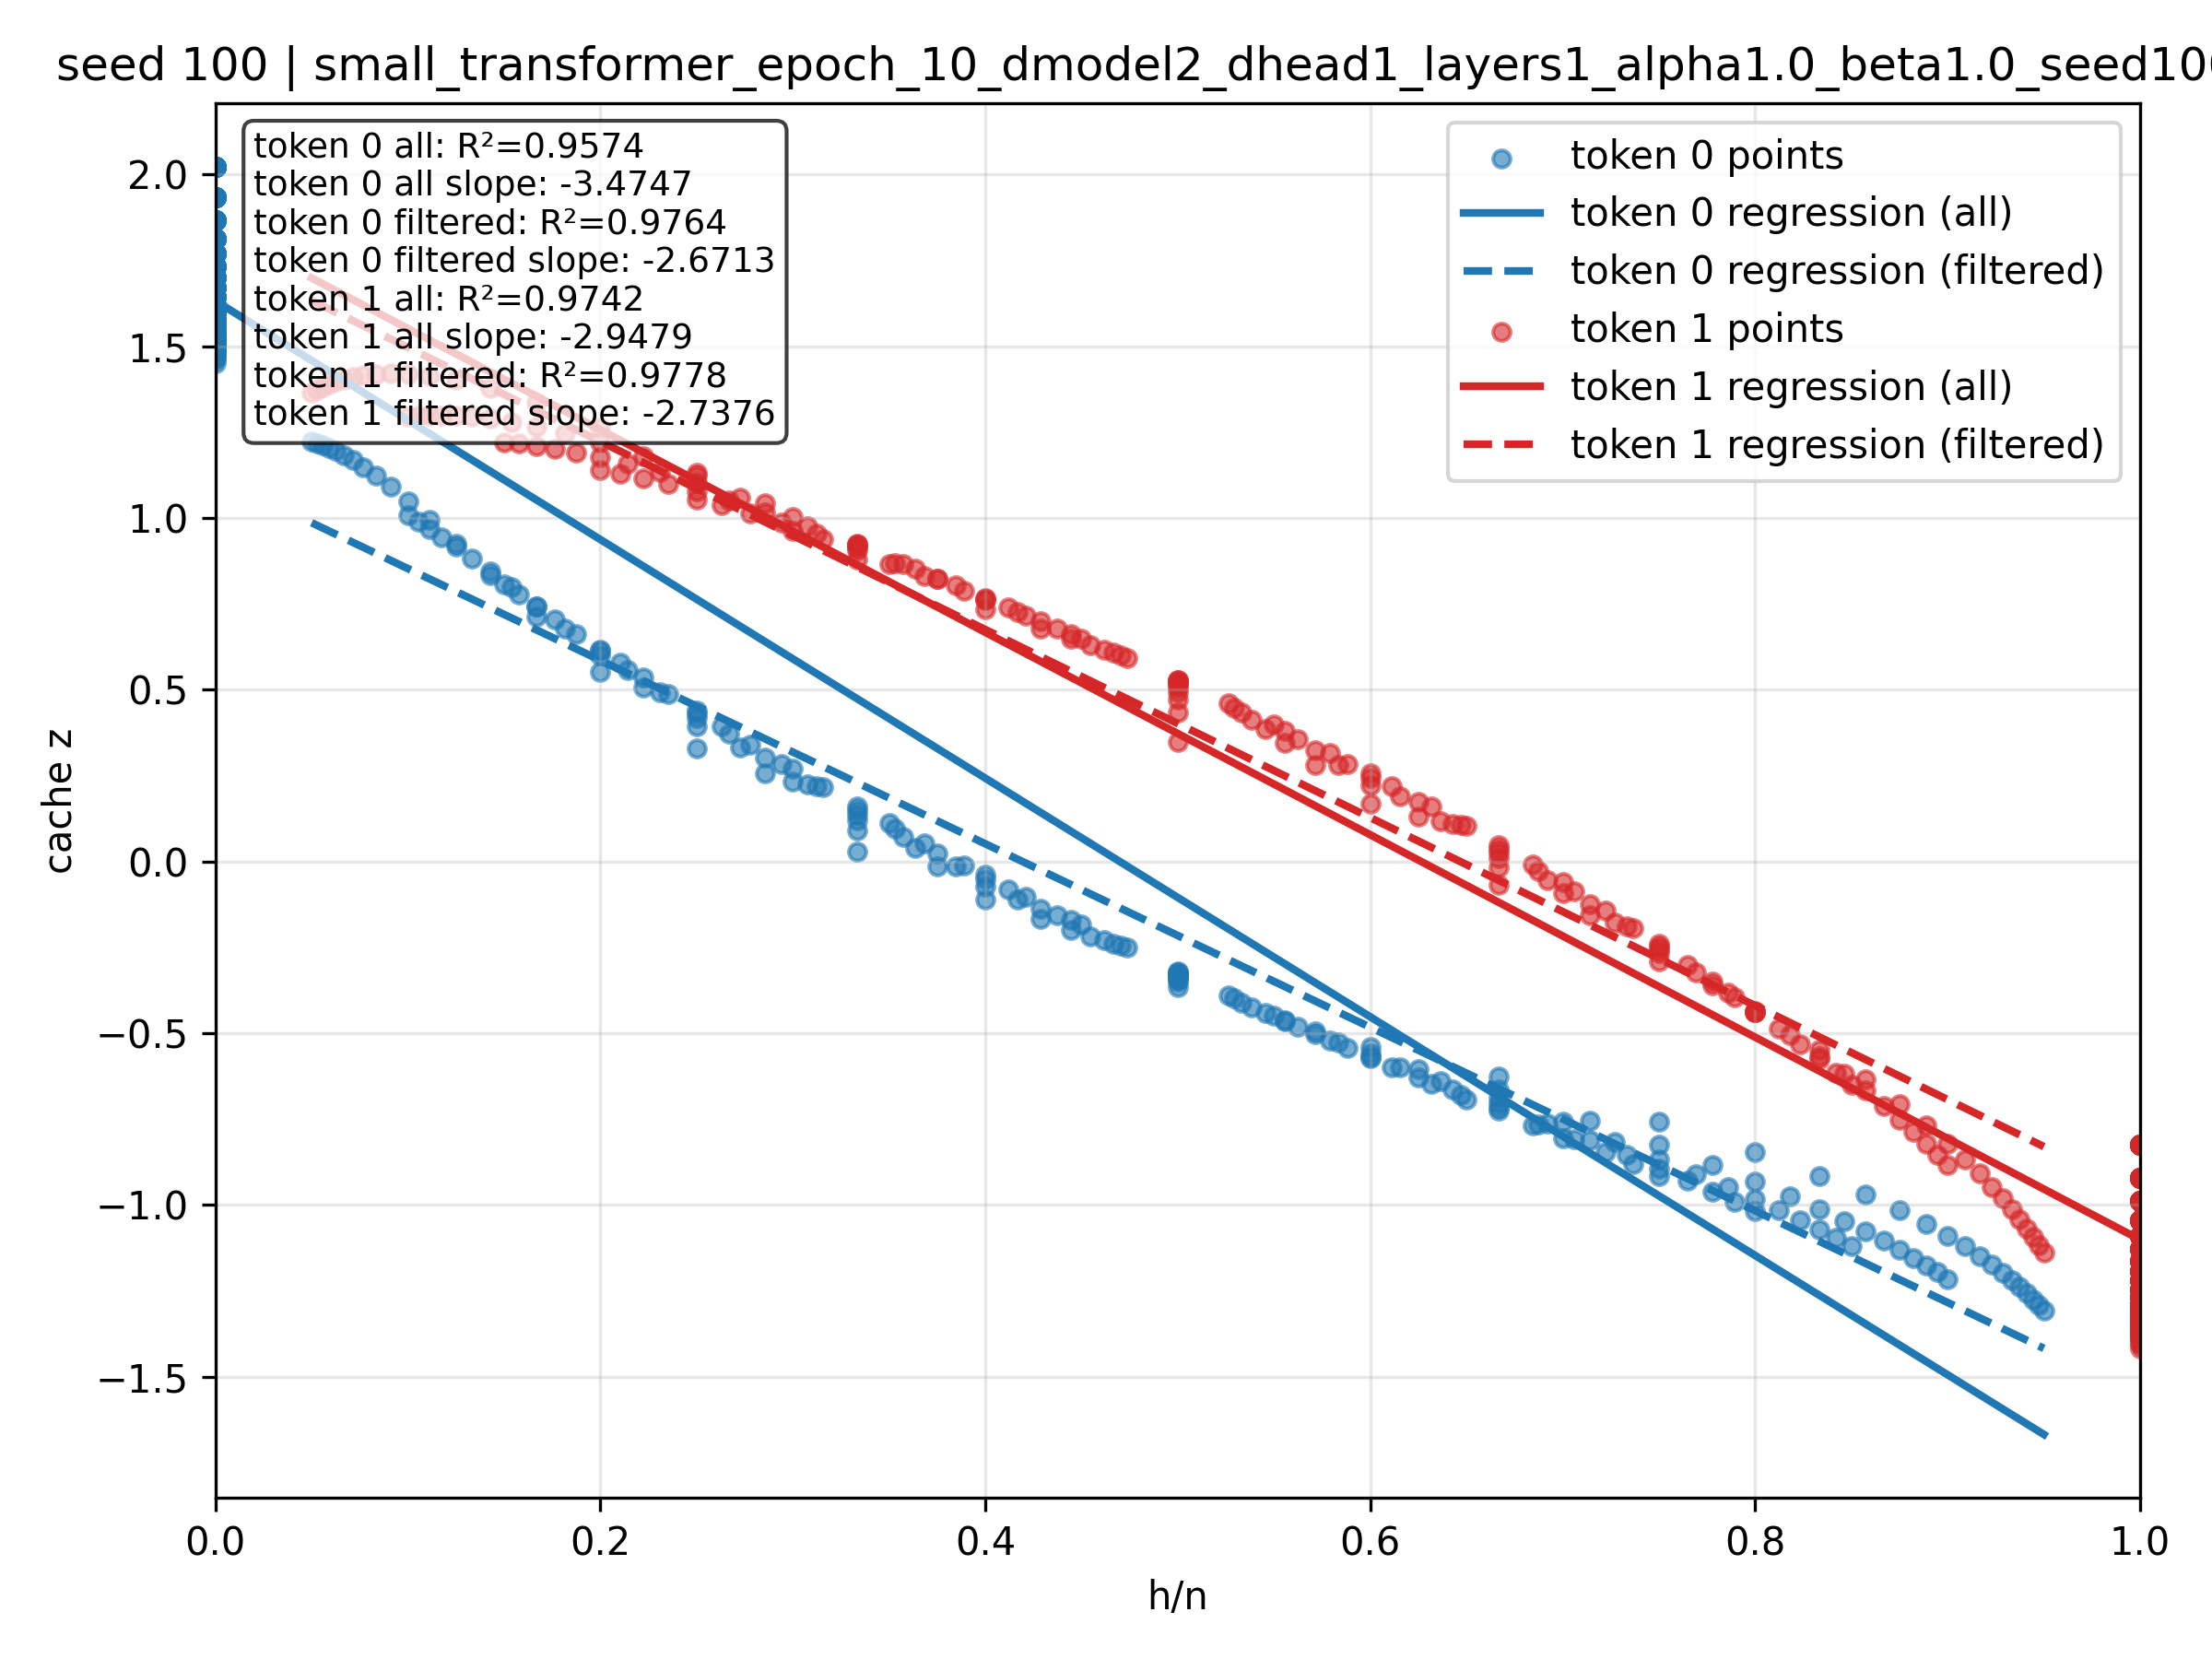 seed 100 | small_transformer_epoch_10_dmodel2_dhead1_layers1_alpha1.0_beta1.0_seed100
token 0 all: R²=0.9574
token 0 all slope: -3.4747
token 0 filtered: R²=0.9764
token 0 filtered slope: -2.6713
token 1 all: R²=0.9742
token 1 all slope: -2.9479
token 1 filtered: R²=0.9778
token 1 filtered slope: -2.7376
token 0 points
token 0 regression (all)
token 0 regression (filtered)
token 1 points
token 1 regression (all)
token 1 regression (filtered)
cache z
2.0
1.5
1.0
0.5
0.0
−0.5
−1.0
−1.5
0.0 0.2 0.4 0.6 0.8 1.0
h/n